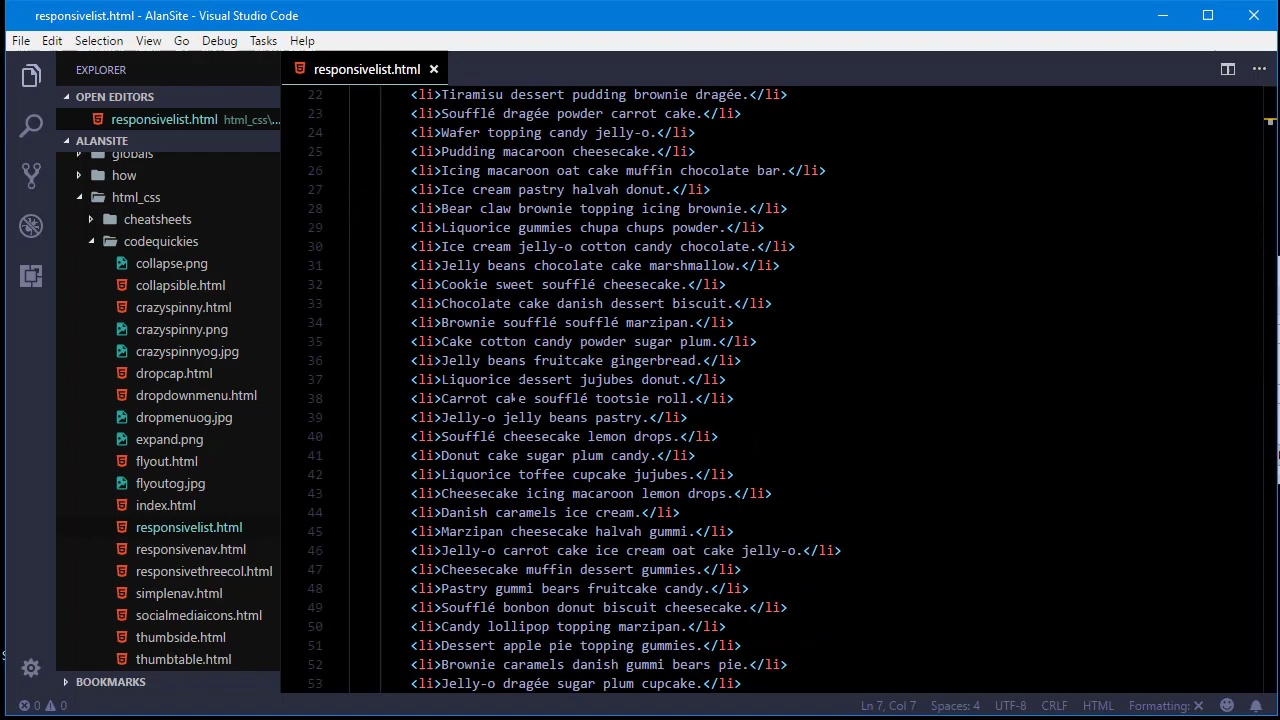 responsivelist.html - AlanSite - Visual Studio Code
File Edit Selection View Go Debug Tasks Help
EXPLORER
OPEN EDITORS
responsivelist.html html_css\...
ALANSITE
globals
how
html_css
cheatsheets
codequickies
collapse.png
collapsible.html
crazyspinny.html
crazyspinny.png
crazyspinnyog.jpg
dropcap.html
dropdownmenu.html
dropmenuog.jpg
expand.png
flyout.html
flyoutog.jpg
index.html
responsivelist.html
responsivenav.html
responsivethreecol.html
simplenav.html
socialmediaicons.html
thumbside.html
thumbtable.html
BOOKMARKS
responsivelist.html
22 <li>Tiramisu dessert pudding brownie dragée.</li>
23 <li>Soufflé dragée powder carrot cake.</li>
24 <li>Wafer topping candy jelly-o.</li>
25 <li>Pudding macaroon cheesecake.</li>
26 <li>Icing macaroon oat cake muffin chocolate bar.</li>
27 <li>Ice cream pastry halvah donut.</li>
28 <li>Bear claw brownie topping icing brownie.</li>
29 <li>Liquorice gummies chupa chups powder.</li>
30 <li>Ice cream jelly-o cotton candy chocolate.</li>
31 <li>Jelly beans chocolate cake marshmallow.</li>
32 <li>Cookie sweet soufflé cheesecake.</li>
33 <li>Chocolate cake danish dessert biscuit.</li>
34 <li>Brownie soufflé soufflé marzipan.</li>
35 <li>Cake cotton candy powder sugar plum.</li>
36 <li>Jelly beans fruitcake gingerbread.</li>
37 <li>Liquorice dessert jujubes donut.</li>
38 <li>Carrot cake soufflé tootsie roll.</li>
39 <li>Jelly-o jelly beans pastry.</li>
40 <li>Soufflé cheesecake lemon drops.</li>
41 <li>Donut cake sugar plum candy.</li>
42 <li>Liquorice toffee cupcake jujubes.</li>
43 <li>Cheesecake icing macaroon lemon drops.</li>
44 <li>Danish caramels ice cream.</li>
45 <li>Marzipan cheesecake halvah gummi.</li>
46 <li>Jelly-o carrot cake ice cream oat cake jelly-o.</li>
47 <li>Cheesecake muffin dessert gummies.</li>
48 <li>Pastry gummi bears fruitcake candy.</li>
49 <li>Soufflé bonbon donut biscuit cheesecake.</li>
50 <li>Candy lollipop topping marzipan.</li>
51 <li>Dessert apple pie topping gummies.</li>
52 <li>Brownie caramels danish gummi bears pie.</li>
53 <li>Jelly-o dragée sugar plum cupcake.</li>
0 0 Ln 7, Col 7 Spaces: 4 UTF-8 CRLF HTML Formatting: ✕